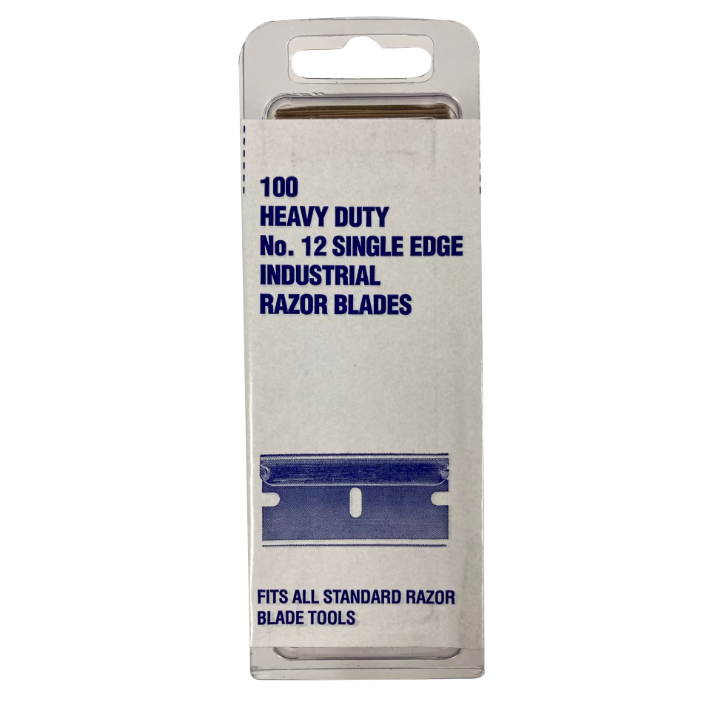 100
HEAVY DUTY
No. 12 SINGLE EDGE
INDUSTRIAL
RAZOR BLADES
FITS ALL STANDARD RAZOR
BLADE TOOLS